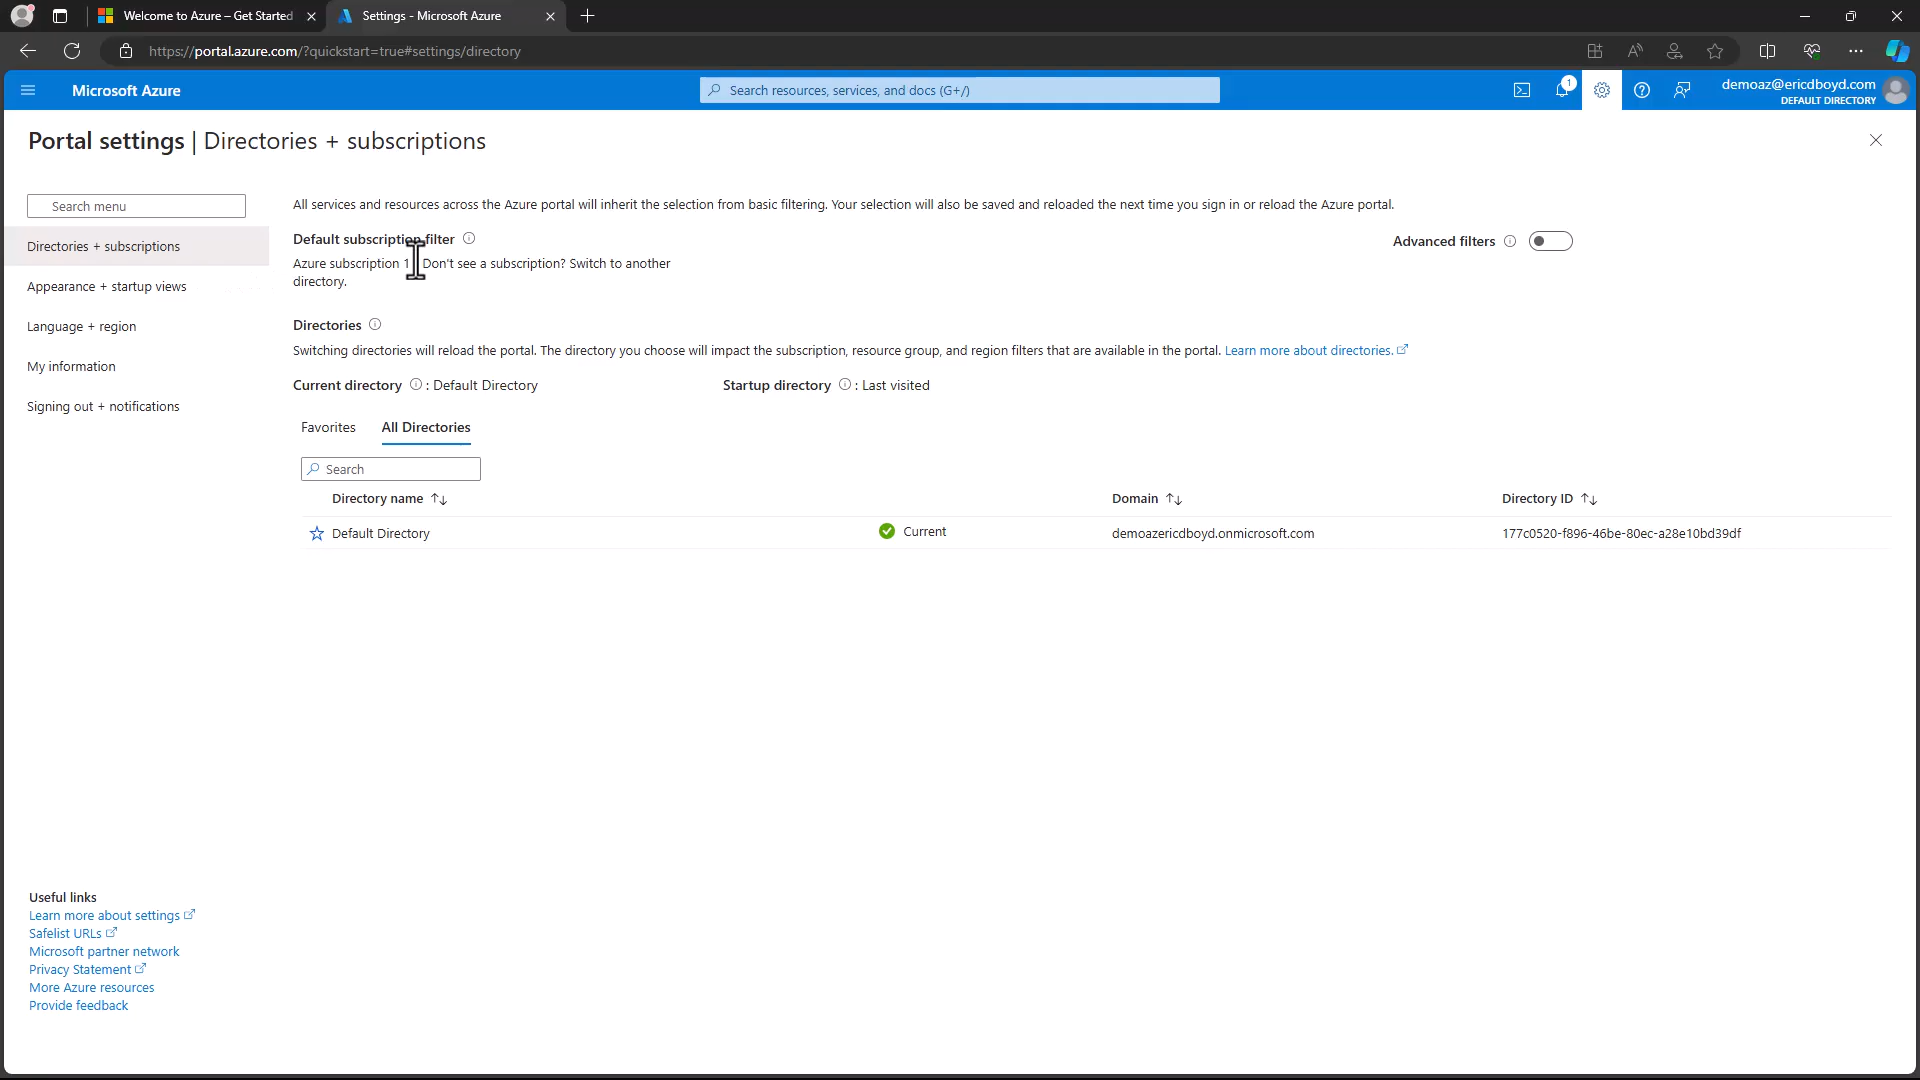 Welcome to Azure – Get Started
Settings - Microsoft Azure
https://portal.azure.com/?quickstart=true#settings/directory
Microsoft Azure
Search resources, services, and docs (G+/)
1
demoaz@ericdboyd.com
DEFAULT DIRECTORY
Portal settings | Directories + subscriptions
Search menu
Directories + subscriptions
Appearance + startup views
Language + region
My information
Signing out + notifications
All services and resources across the Azure portal will inherit the selection from basic filtering. Your selection will also be saved and reloaded the next time you sign in or reload the Azure portal.
Default subscription filter
Advanced filters
Azure subscription 1 Don't see a subscription? Switch to another
directory.
Directories
Switching directories will reload the portal. The directory you choose will impact the subscription, resource group, and region filters that are available in the portal. Learn more about directories.
Current directory : Default Directory
Startup directory : Last visited
Favorites
All Directories
Search
Directory name
Domain
Directory ID
Default Directory
Current
demoazericdboyd.onmicrosoft.com
177c0520-f896-46be-80ec-a28e10bd39df
Useful links
Learn more about settings
Safelist URLs
Microsoft partner network
Privacy Statement
More Azure resources
Provide feedback